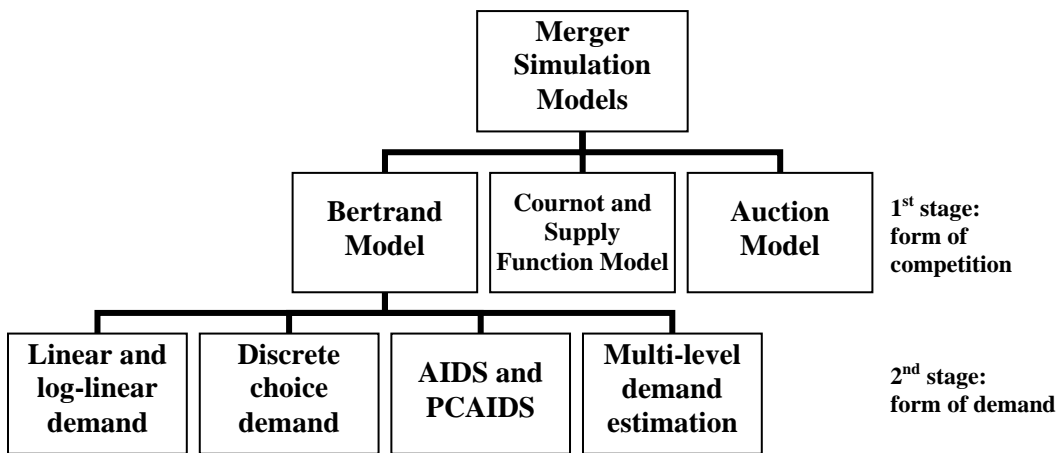 Merger
Simulation
Models
Bertrand
Model
Cournot and
Supply
Function Model
Auction
Model
1st stage:
form of
competition
Linear and
log-linear
demand
Discrete
choice
demand
AIDS and
PCAIDS
Multi-level
demand
estimation
2nd stage:
form of demand